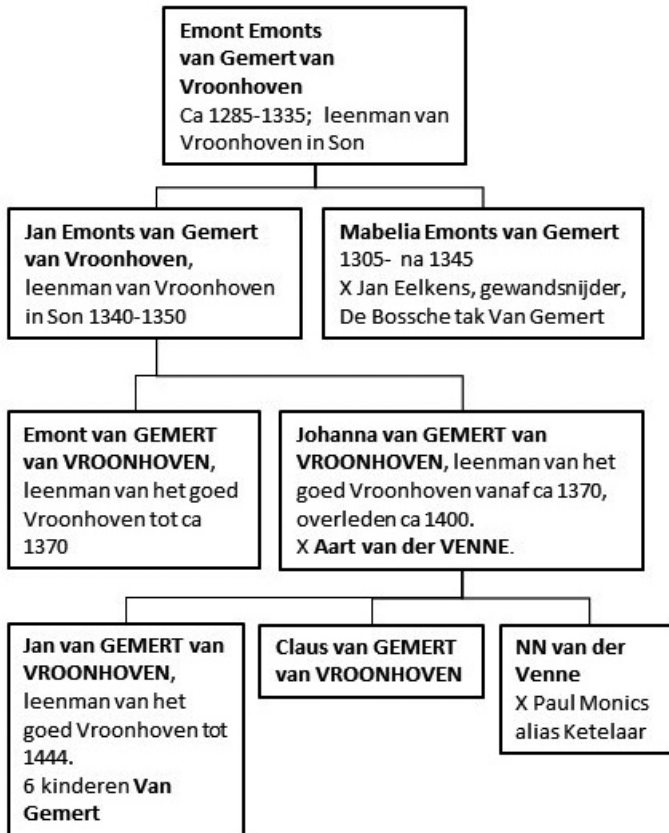 Emont Emonts
van Gemert van
Vroonhoven
Ca 1285-1335; leenman van
Vroonhoven in Son
Jan Emonts van Gemert
van Vroonhoven,
leenman van Vroonhoven
in Son 1340-1350
Mabelia Emonts van Gemert
1305- na 1345
X Jan Eelkens, gewandsnijder,
De Bossche tak Van Gemert
Emont van GEMERT
van VROONHOVEN,
leenman van het goed
Vroonhoven tot ca
1370
Johanna van GEMERT van
VROONHOVEN, leenman van het
goed Vroonhoven vanaf ca 1370,
overleden ca 1400.
X Aart van der VENNE.
Jan van GEMERT van
VROONHOVEN,
leenman van het
goed Vroonhoven tot
1444.
6 kinderen Van
Gemert
Claus van GEMERT
van VROONHOVEN
NN van der
Venne
X Paul Monics
alias Ketelaar